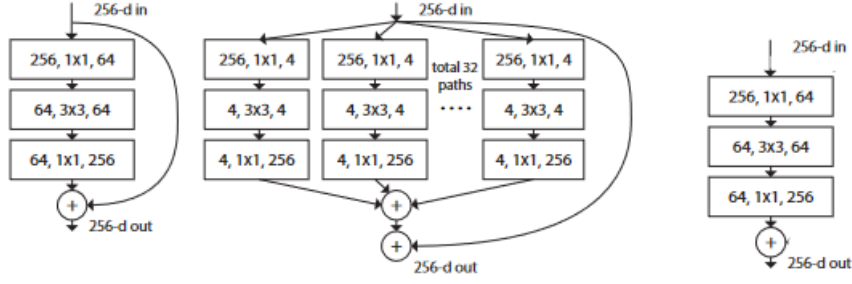 256-d in
256, 1x1, 64
64, 3x3, 64
64, 1x1, 256
+
256-d out
256-d in
256, 1x1, 4
256, 1x1, 4
total 32
paths
....
256, 1x1, 4
4, 3x3, 4
4, 3x3, 4
4, 3x3, 4
4, 1x1, 256
4, 1x1, 256
4, 1x1, 256
+
+
256-d out
256-d in
256, 1x1, 64
64, 3x3, 64
64, 1x1, 256
+
256-d out